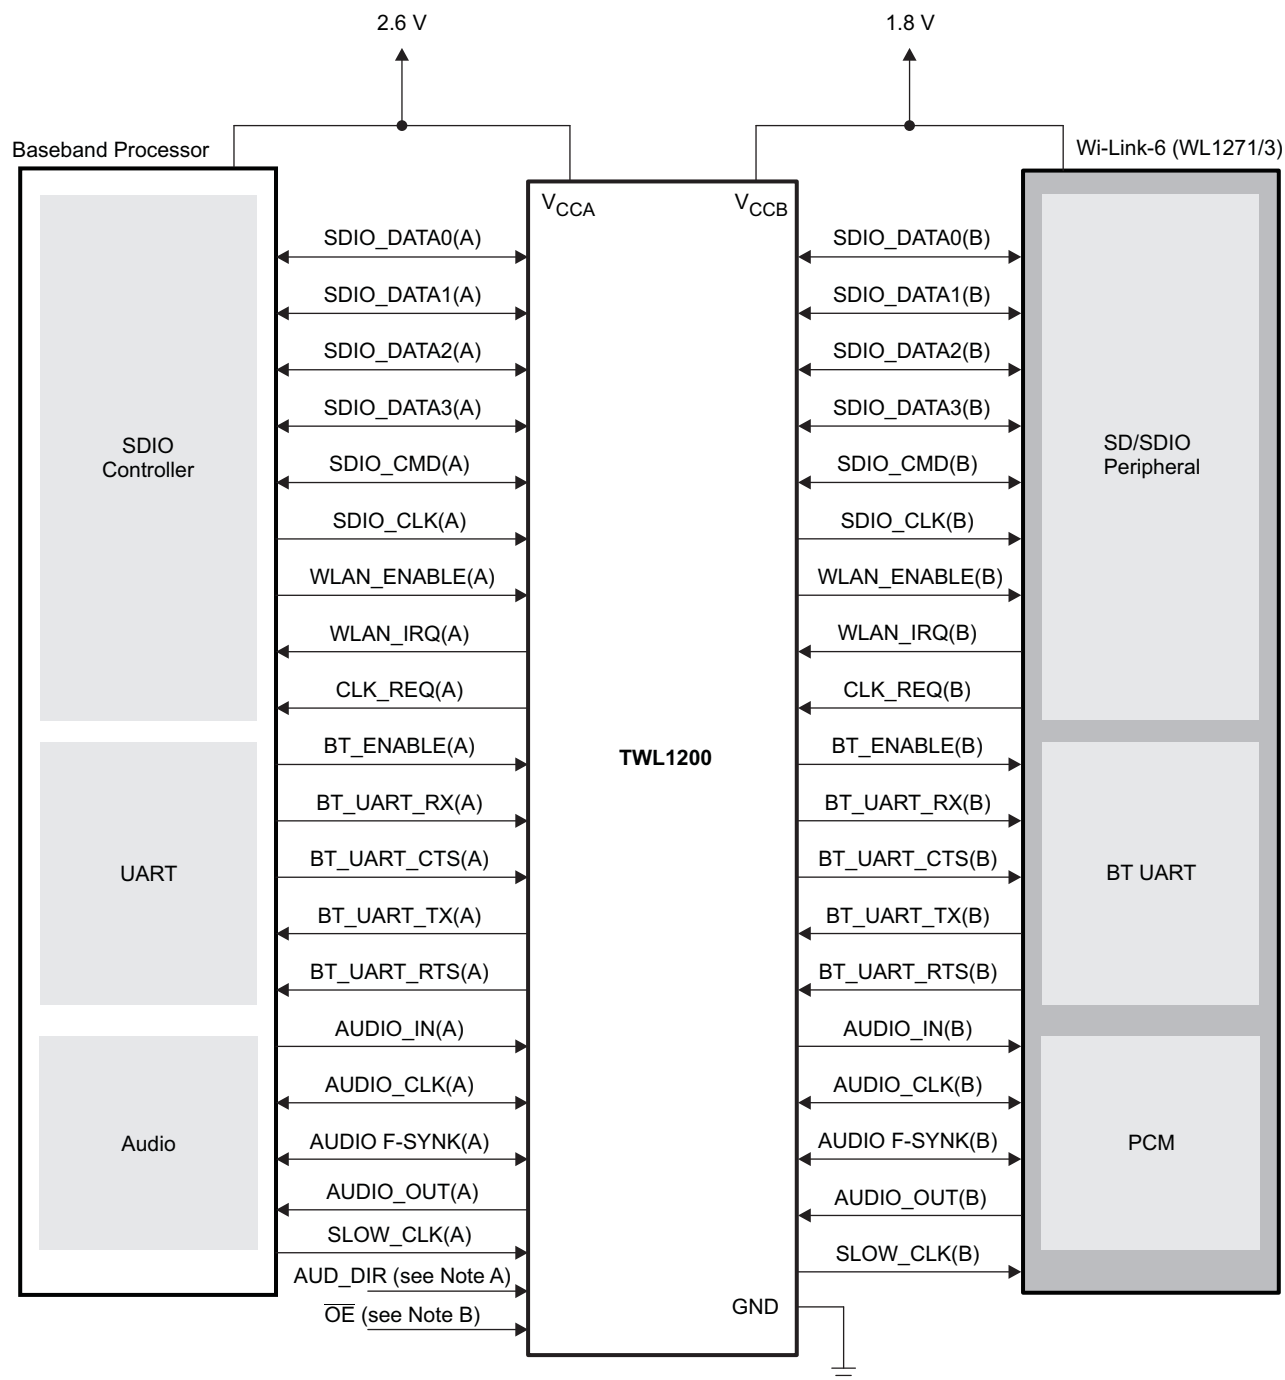 2.6 V
1.8 V
Baseband Processor
Wi-Link-6 (WL1271/3)
VCCA
VCCB
SDIO_DATA0(A)
SDIO_DATA0(B)
SDIO_DATA1(A)
SDIO_DATA1(B)
SDIO_DATA2(A)
SDIO_DATA2(B)
SDIO_DATA3(A)
SDIO_DATA3(B)
SDIO
Controller
SD/SDIO
Peripheral
SDIO_CMD(A)
SDIO_CMD(B)
SDIO_CLK(A)
SDIO_CLK(B)
WLAN_ENABLE(A)
WLAN_ENABLE(B)
WLAN_IRQ(A)
WLAN_IRQ(B)
CLK_REQ(A)
CLK_REQ(B)
BT_ENABLE(A)
TWL1200
BT_ENABLE(B)
BT_UART_RX(A)
BT_UART_RX(B)
BT_UART_CTS(A)
BT_UART_CTS(B)
UART
BT UART
BT_UART_TX(A)
BT_UART_TX(B)
BT_UART_RTS(A)
BT_UART_RTS(B)
AUDIO_IN(A)
AUDIO_IN(B)
AUDIO_CLK(A)
AUDIO_CLK(B)
Audio
AUDIO F-SYNK(A)
AUDIO F-SYNK(B)
PCM
AUDIO_OUT(A)
AUDIO_OUT(B)
SLOW_CLK(A)
SLOW_CLK(B)
AUD_DIR (see Note A)
OE (see Note B)
GND